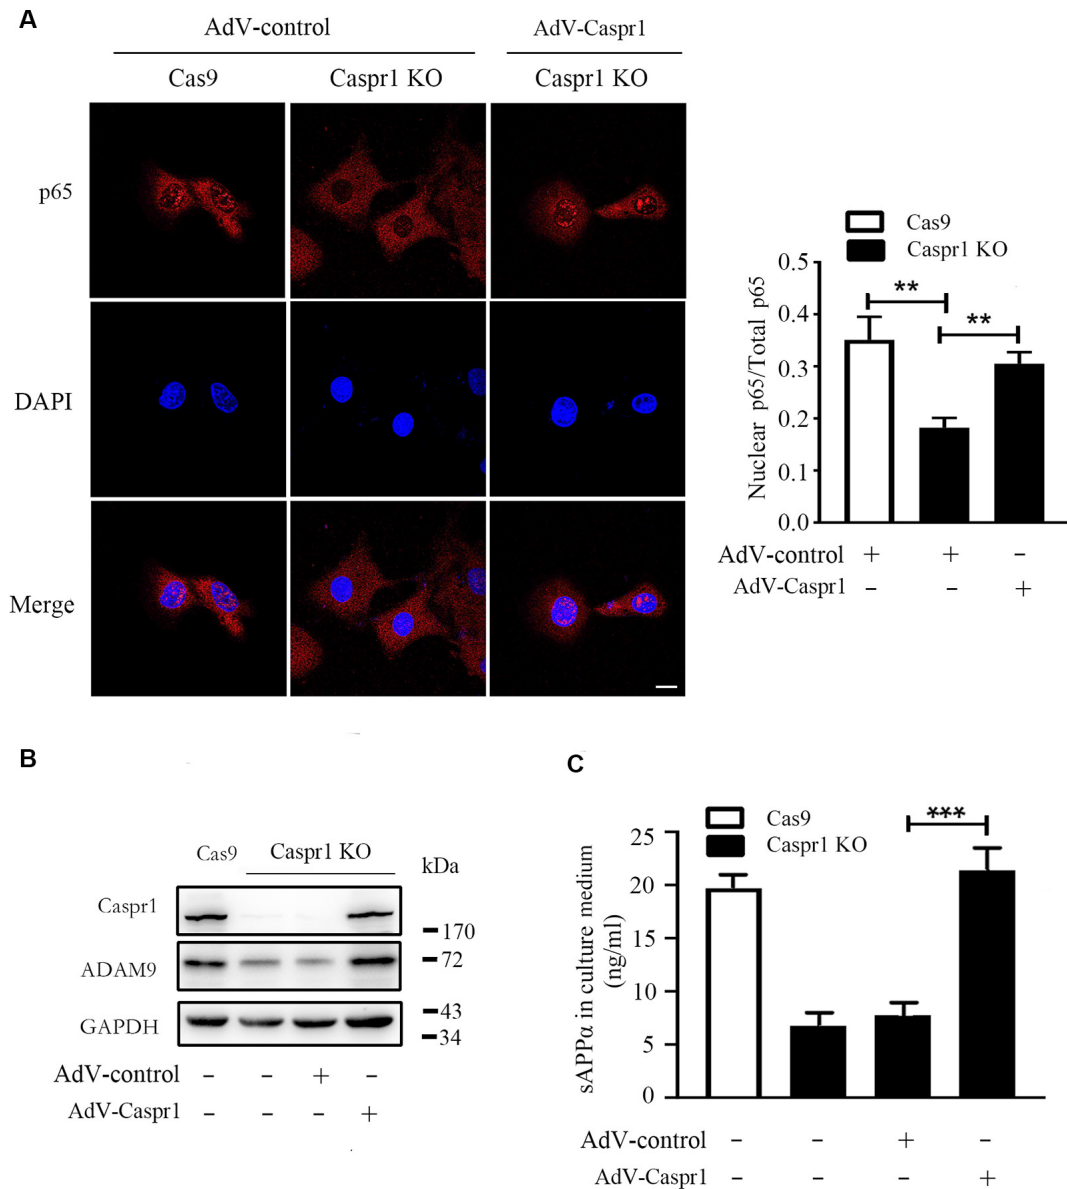 A
AdV-control
AdV-Caspr1
Cas9
Caspr1 KO
Caspr1 KO
p65
DAPI
Merge
Cas9
Caspr1 KO
Nuclear p65/Total p65
0.5
0.4
0.3
0.2
0.1
0.0
** **
AdV-control + + -
AdV-Caspr1 - - +
B
Cas9
Caspr1 KO
kDa
Caspr1
170
ADAM9
72
GAPDH
43
34
AdV-control - - + -
AdV-Caspr1 - - - +
C
Cas9
Caspr1 KO
***
sAPPα in culture medium
(ng/ml)
25
20
15
10
5
0
AdV-control - - + -
AdV-Caspr1 - - - +